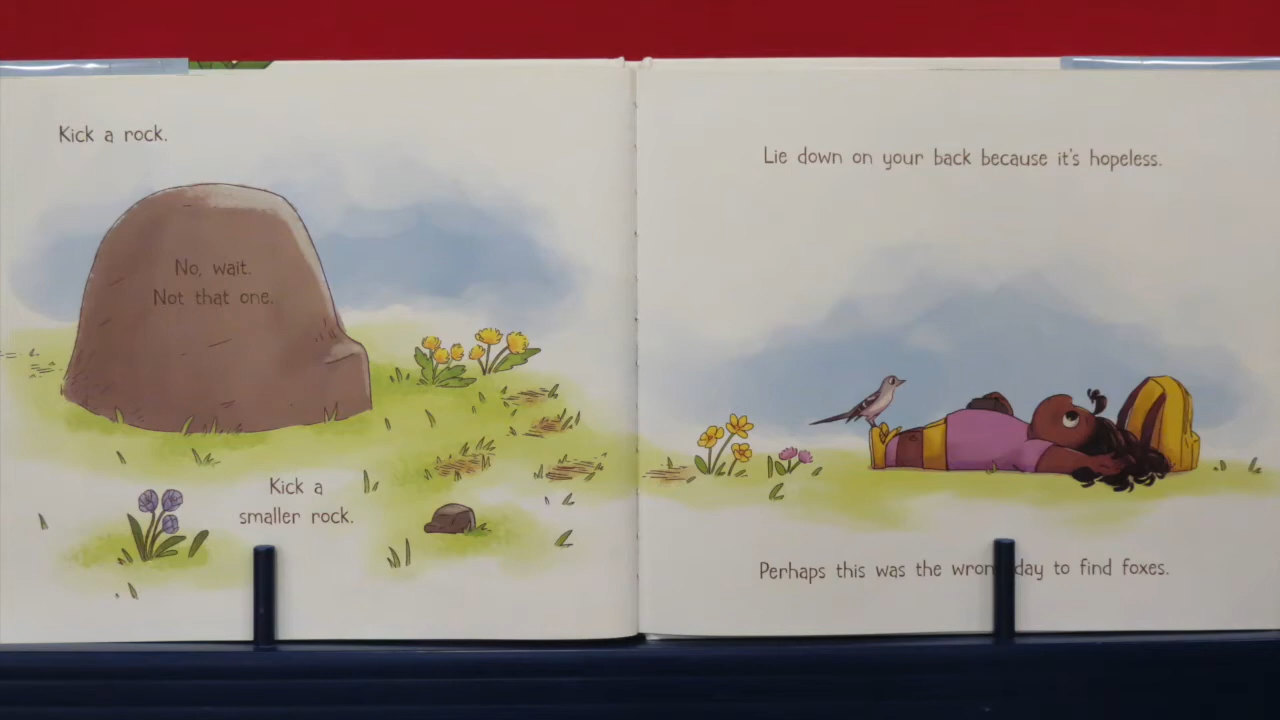 Kick a rock.
No, wait.
Not that one.
Kick a
smaller rock.
Lie down on your back because it's hopeless.
Perhaps this was the wrong day to find foxes.